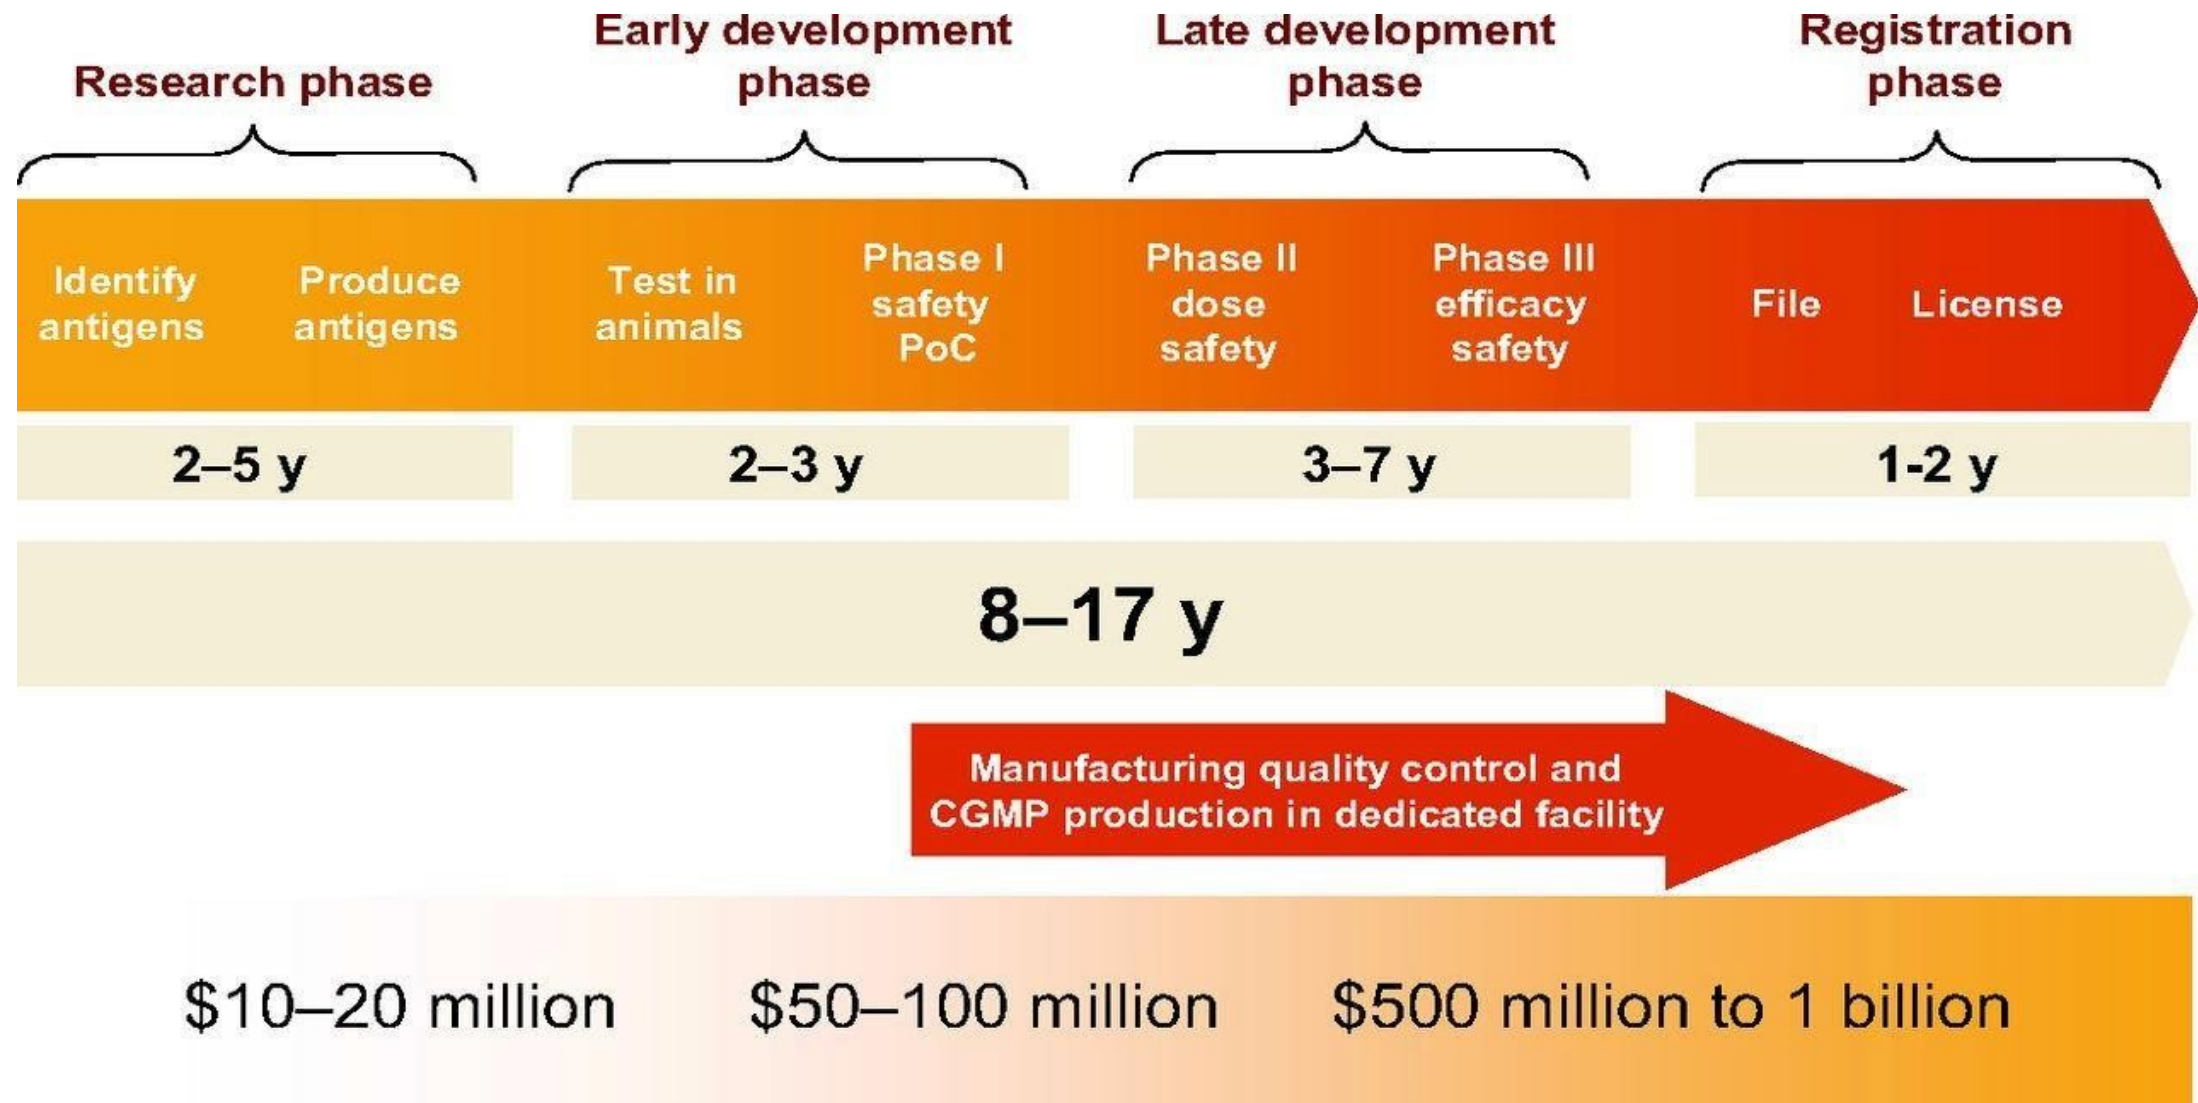 Research phase
Early development
phase
Late development
phase
Registration
phase
Identify
antigens
Produce
antigens
Test in
animals
Phase I
safety
PoC
Phase II
dose
safety
Phase III
efficacy
safety
File
License
2–5 y
2–3 y
3–7 y
1-2 y
8–17 y
Manufacturing quality control and
CGMP production in dedicated facility
$10–20 million
$50–100 million
$500 million to 1 billion